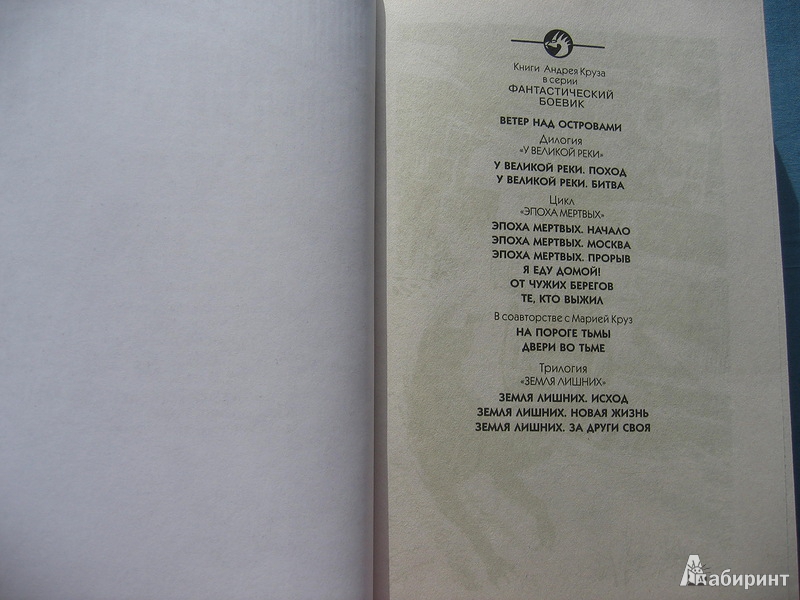 Книги Андрея Круза
в серии
ФАНТАСТИЧЕСКИЙ
БОЕВИК
ВЕТЕР НАД ОСТРОВАМИ
Дилогия
«У ВЕЛИКОЙ РЕКИ»
У ВЕЛИКОЙ РЕКИ. ПОХОД
У ВЕЛИКОЙ РЕКИ. БИТВА
Цикл
«ЭПОХА МЕРТВЫХ»
ЭПОХА МЕРТВЫХ. НАЧАЛО
ЭПОХА МЕРТВЫХ. МОСКВА
ЭПОХА МЕРТВЫХ. ПРОРЫВ
Я ЕДУ ДОМОЙ!
ОТ ЧУЖИХ БЕРЕГОВ
ТЕ, КТО ВЫЖИЛ
В соавторстве с Марией Круз
НА ПОРОГЕ ТЬМЫ
ДВЕРИ ВО ТЬМЕ
Трилогия
«ЗЕМЛЯ ЛИШНИХ»
ЗЕМЛЯ ЛИШНИХ. ИСХОД
ЗЕМЛЯ ЛИШНИХ. НОВАЯ ЖИЗНЬ
ЗЕМЛЯ ЛИШНИХ. ЗА ДРУГИ СВОЯ
Лабиринт